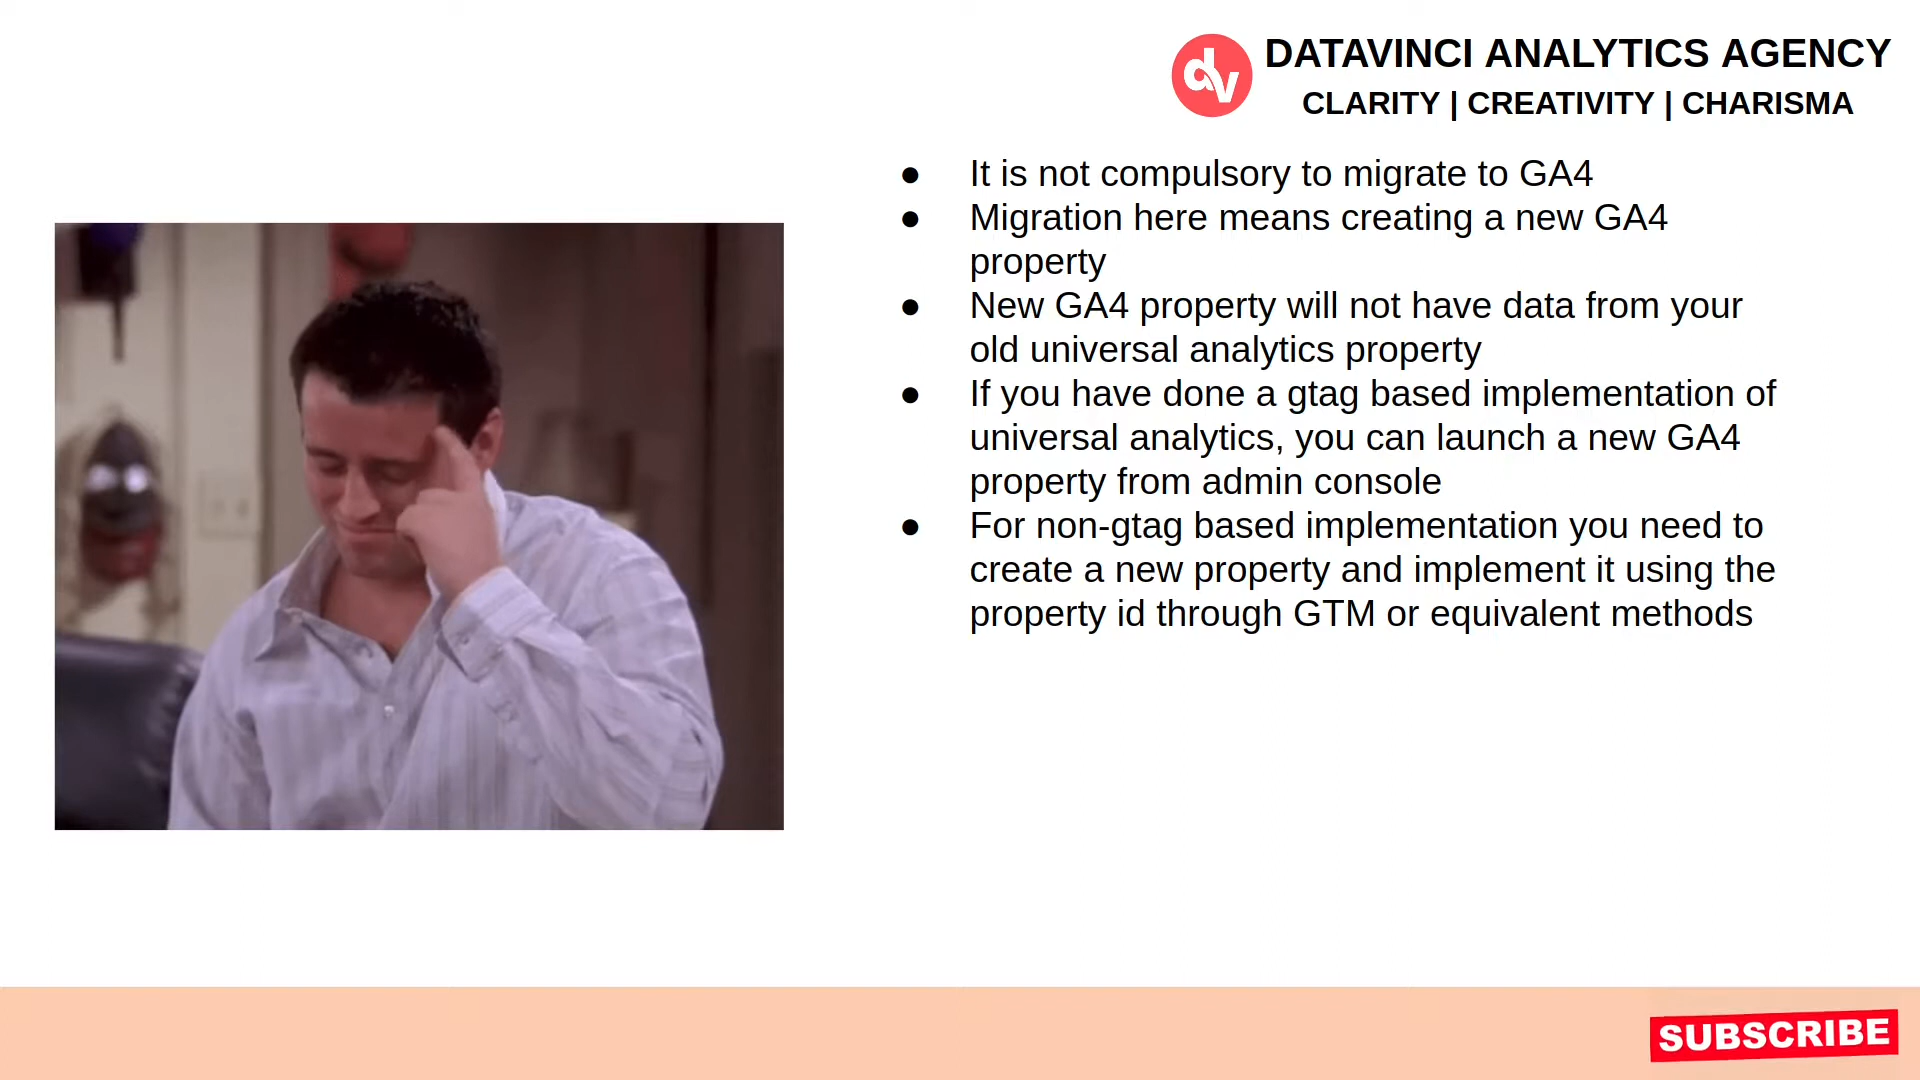 dv
DATAVINCI ANALYTICS AGENCY
CLARITY | CREATIVITY | CHARISMA
● It is not compulsory to migrate to GA4
● Migration here means creating a new GA4
property
● New GA4 property will not have data from your
old universal analytics property
● If you have done a gtag based implementation of
universal analytics, you can launch a new GA4
property from admin console
● For non-gtag based implementation you need to
create a new property and implement it using the
property id through GTM or equivalent methods
SUBSCRIBE